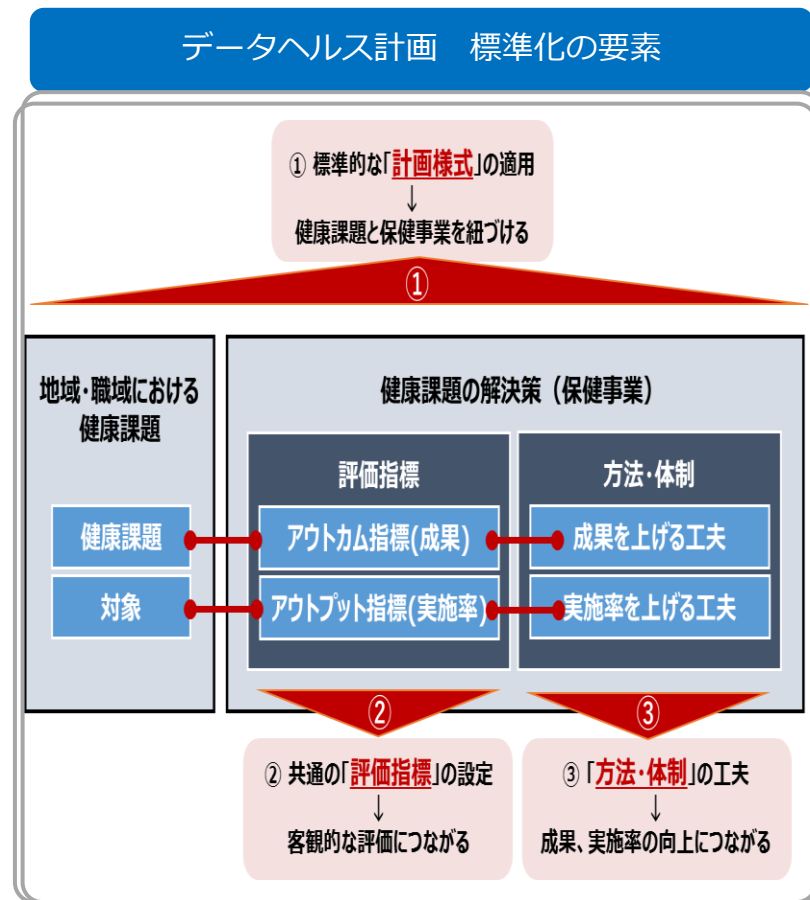 データヘルス計画　標準化の要素
① 標準的な「計画様式」の適用
↓
健康課題と保健事業を紐づける
①
地域・職域における
健康課題
健康課題
対象
健康課題の解決策（保健事業）
評価指標
アウトカム指標(成果)
アウトプット指標(実施率)
方法・体制
成果を上げる工夫
実施率を上げる工夫
②
③
② 共通の「評価指標」の設定
↓
客観的な評価につながる
③ 「方法・体制」の工夫
↓
成果、実施率の向上につながる